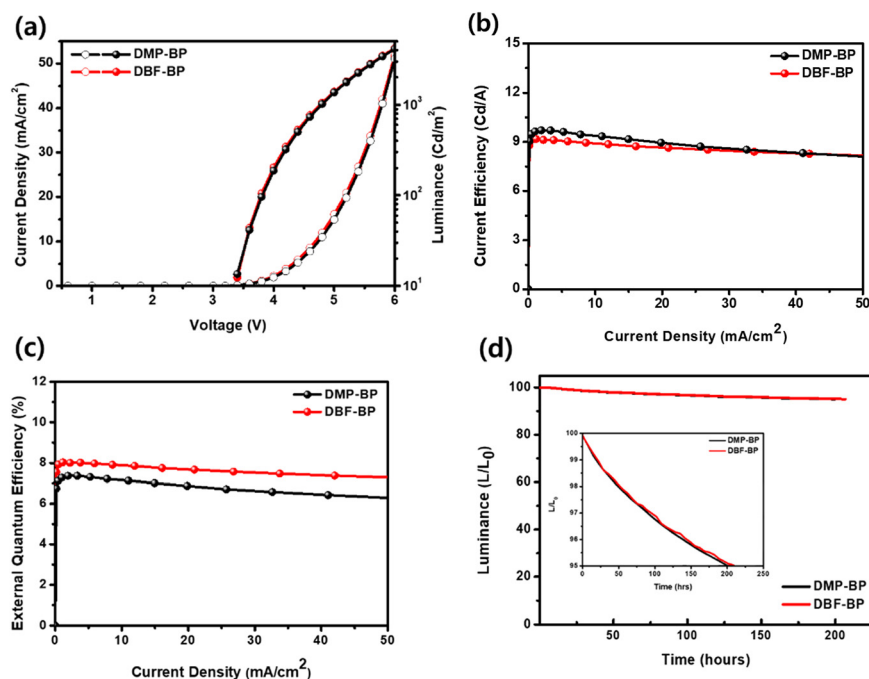 (a)
DMP-BP
DBF-BP
Current Density (mA/cm²)
50
40
30
20
10
0
1
2
3
4
5
6
Voltage (V)
10³
10²
10¹
Luminance (Cd/m²)
(b)
DMP-BP
DBF-BP
Current Efficiency (Cd/A)
15
12
9
6
3
0
0
10
20
30
40
50
Current Density (mA/cm²)
(c)
DMP-BP
DBF-BP
External Quantum Efficiency (%)
12
10
8
6
4
2
0
0
10
20
30
40
50
Current Density (mA/cm²)
(d)
Luminance (L/L₀)
100
80
60
40
20
0
50
100
150
200
Time (hours)
DMP-BP
DBF-BP
L/L₀
100
99
98
97
96
95
0
50
100
150
200
250
Time (hrs)
DMP-BP
DBF-BP